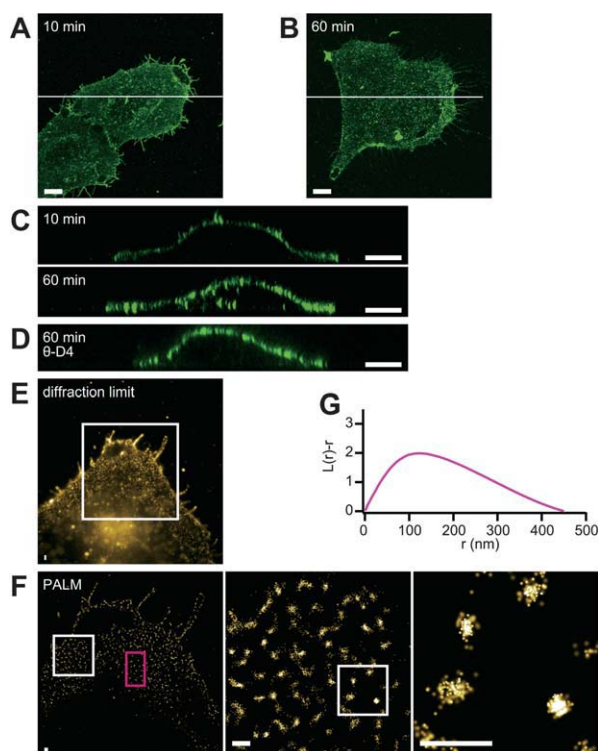 A
10 min
B
60 min
C
10 min
60 min
D
60 min
θ-D4
E
diffraction limit
G
L(r)-r
3
2
1
0
0
100
200
300
400
500
r (nm)
F
PALM